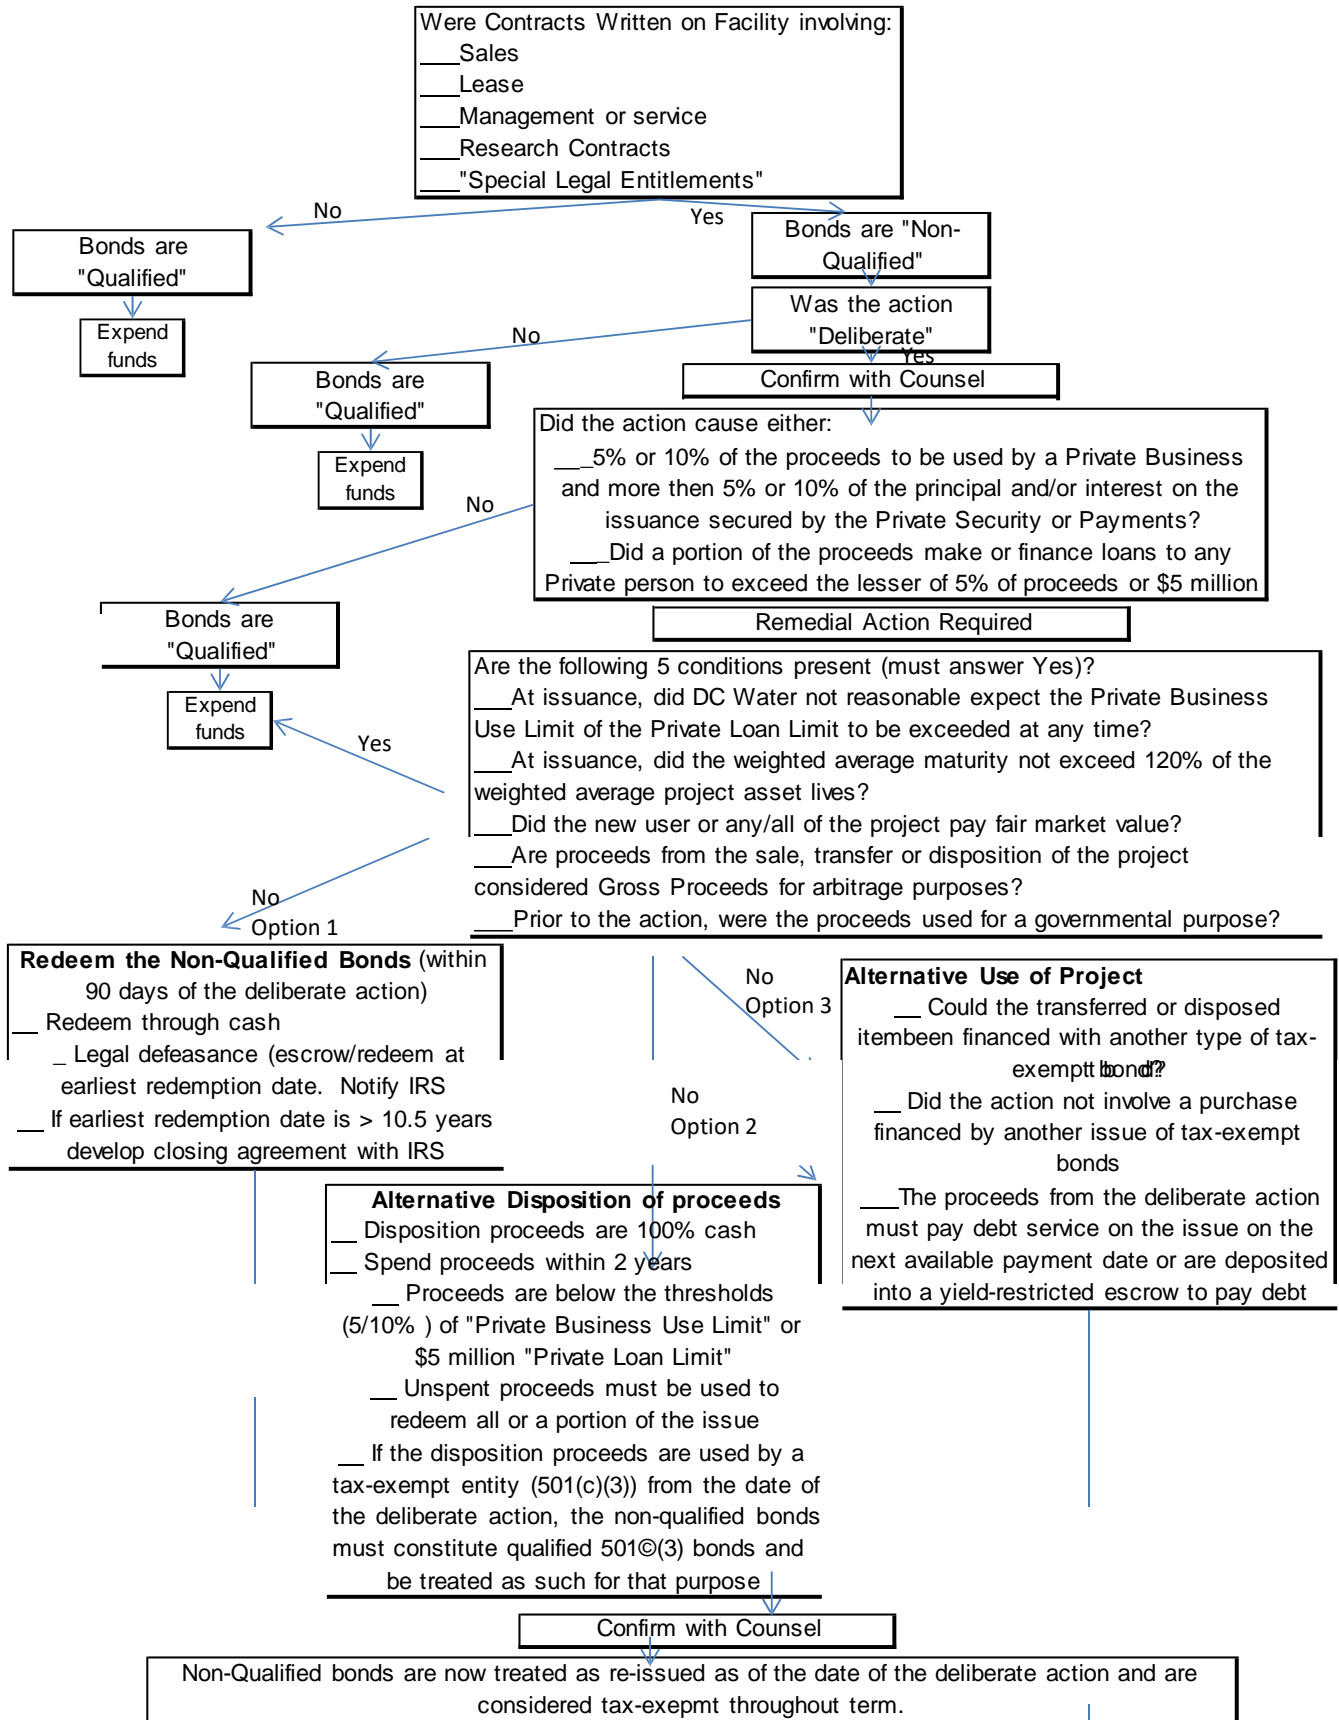 Were Contracts Written on Facility involving:
___Sales
___Lease
___Management or service
___Research Contracts
___"Special Legal Entitlements"
No
Yes
Bonds are
"Qualified"
Bonds are "Non-
Qualified"
Expend
funds
Was the action
"Deliberate"
No
Yes
Bonds are
"Qualified"
Confirm with Counsel
Expend
funds
Did the action cause either:
___5% or 10% of the proceeds to be used by a Private Business
and more then 5% or 10% of the principal and/or interest on the
issuance secured by the Private Security or Payments?
___Did a portion of the proceeds make or finance loans to any
Private person to exceed the lesser of 5% of proceeds or $5 million
No
Bonds are
"Qualified"
Remedial Action Required
Expend
funds
Yes
Are the following 5 conditions present (must answer Yes)?
___At issuance, did DC Water not reasonable expect the Private Business
Use Limit of the Private Loan Limit to be exceeded at any time?
___At issuance, did the weighted average maturity not exceed 120% of the
weighted average project asset lives?
___Did the new user or any/all of the project pay fair market value?
___Are proceeds from the sale, transfer or disposition of the project
considered Gross Proceeds for arbitrage purposes?
___Prior to the action, were the proceeds used for a governmental purpose?
No
Option 1
Redeem the Non-Qualified Bonds (within
90 days of the deliberate action)
__ Redeem through cash
_ Legal defeasance (escrow/redeem at
earliest redemption date. Notify IRS
__ If earliest redemption date is > 10.5 years
develop closing agreement with IRS
No
Option 3
No
Option 2
Alternative Use of Project
__ Could the transferred or disposed
itembeen financed with another type of tax-
exempt bond?
__ Did the action not involve a purchase
financed by another issue of tax-exempt
bonds
___The proceeds from the deliberate action
must pay debt service on the issue on the
next available payment date or are deposited
into a yield-restricted escrow to pay debt
Alternative Disposition of proceeds
__ Disposition proceeds are 100% cash
__ Spend proceeds within 2 years
__ Proceeds are below the thresholds
(5/10% ) of "Private Business Use Limit" or
$5 million "Private Loan Limit"
__ Unspent proceeds must be used to
redeem all or a portion of the issue
__ If the disposition proceeds are used by a
tax-exempt entity (501(c)(3)) from the date of
the deliberate action, the non-qualified bonds
must constitute qualified 501©(3) bonds and
be treated as such for that purpose
Confirm with Counsel
Non-Qualified bonds are now treated as re-issued as of the date of the deliberate action and are
considered tax-exepmt throughout term.